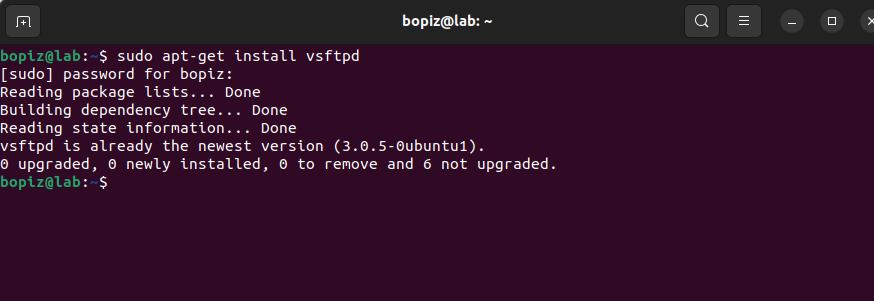 bopiz@lab: ~
bopiz@lab:~$ sudo apt-get install vsftpd
[sudo] password for bopiz:
Reading package lists... Done
Building dependency tree... Done
Reading state information... Done
vsftpd is already the newest version (3.0.5-0ubuntu1).
0 upgraded, 0 newly installed, 0 to remove and 6 not upgraded.
bopiz@lab:~$